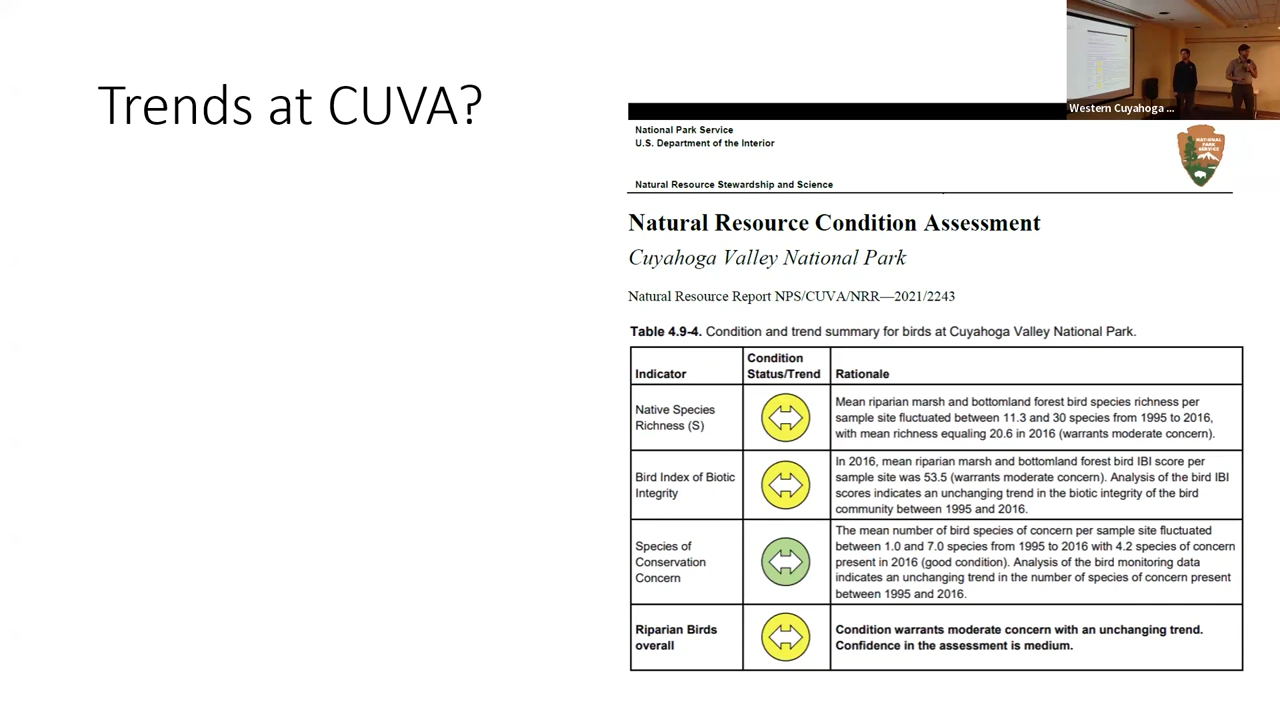 Trends at CUVA?
Western Cuyahoga ...
National Park Service
U.S. Department of the Interior
NATIONAL
PARK
SERVICE
Natural Resource Stewardship and Science
Natural Resource Condition Assessment
Cuyahoga Valley National Park
Natural Resource Report NPS/CUVA/NRR—2021/2243
Table 4.9-4. Condition and trend summary for birds at Cuyahoga Valley National Park.
Indicator
Condition
Status/Trend
Rationale
Native Species
Richness (S)
Mean riparian marsh and bottomland forest bird species richness per
sample site fluctuated between 11.3 and 30 species from 1995 to 2016,
with mean richness equaling 20.6 in 2016 (warrants moderate concern).
Bird Index of Biotic
Integrity
In 2016, mean riparian marsh and bottomland forest bird IBI score per
sample site was 53.5 (warrants moderate concern). Analysis of the bird IBI
scores indicates an unchanging trend in the biotic integrity of the bird
community between 1995 and 2016.
Species of
Conservation
Concern
The mean number of bird species of concern per sample site fluctuated
between 1.0 and 7.0 species from 1995 to 2016 with 4.2 species of concern
present in 2016 (good condition). Analysis of the bird monitoring data
indicates an unchanging trend in the number of species of concern present
between 1995 and 2016.
Riparian Birds
overall
Condition warrants moderate concern with an unchanging trend.
Confidence in the assessment is medium.